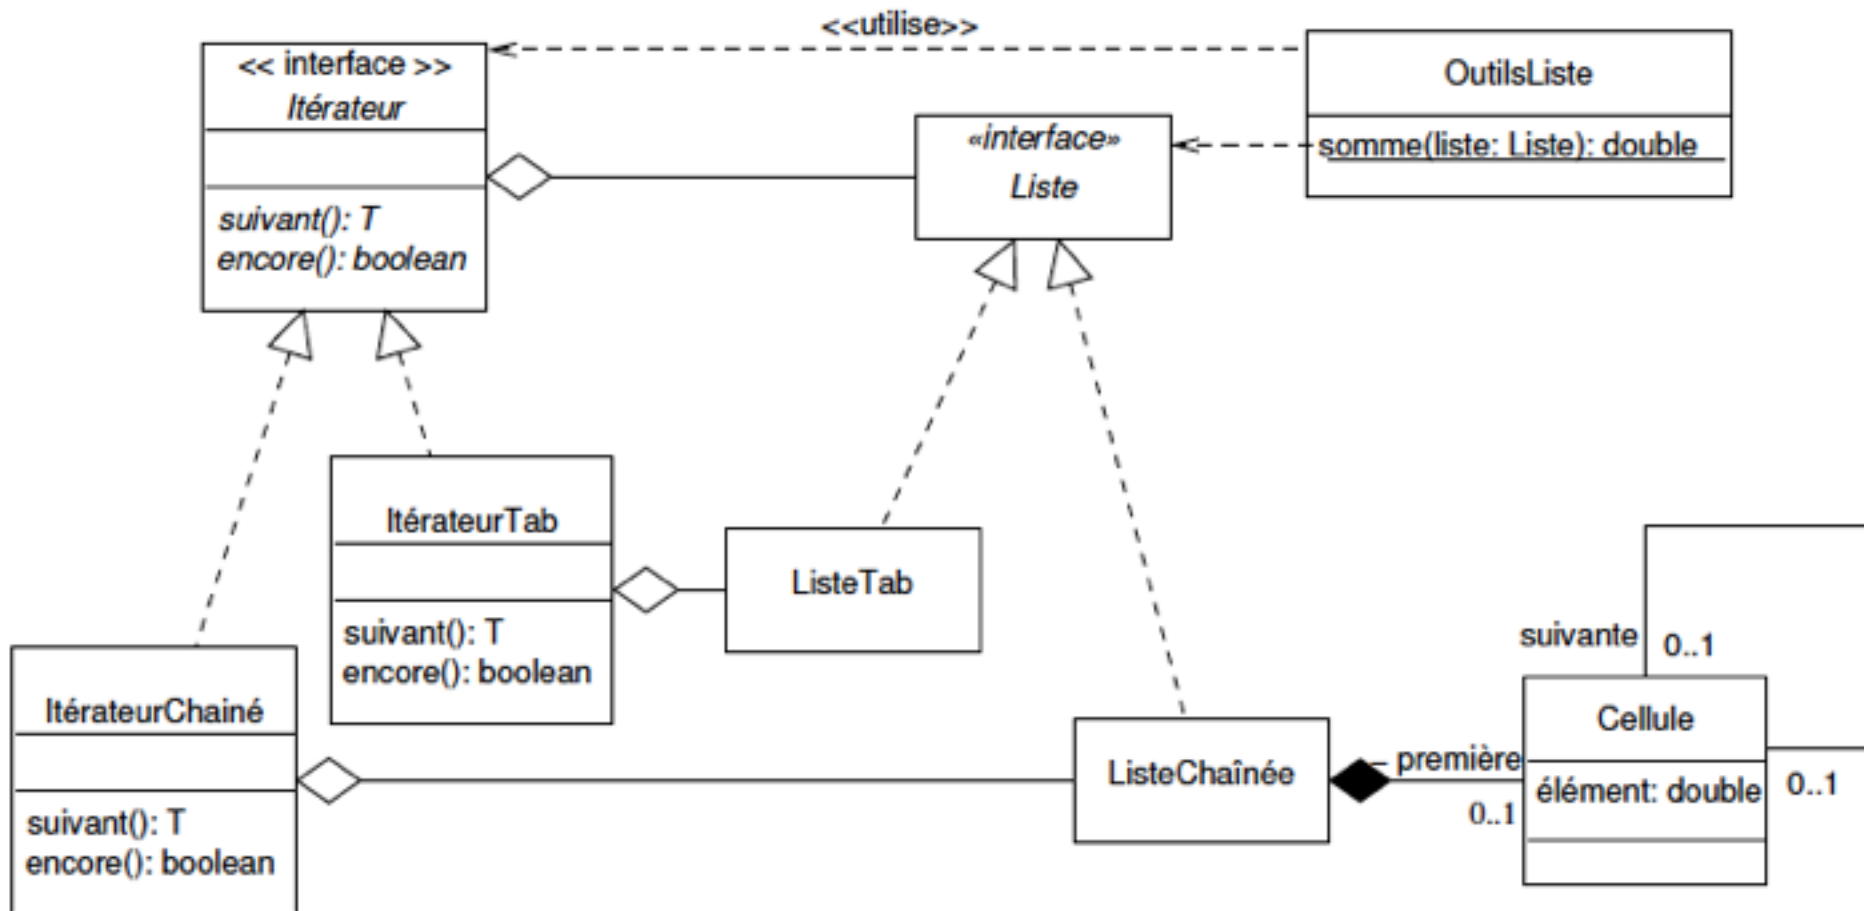 <<utilise>>
<< interface >>
Itérateur
suivant(): T
encore(): boolean
«interface»
Liste
OutilsListe
somme(liste: Liste): double
ItérateurTab
suivant(): T
encore(): boolean
ListeTab
ItérateurChainé
suivant(): T
encore(): boolean
ListeChaînée
– première
0..1
suivante
0..1
Cellule
élément: double
0..1